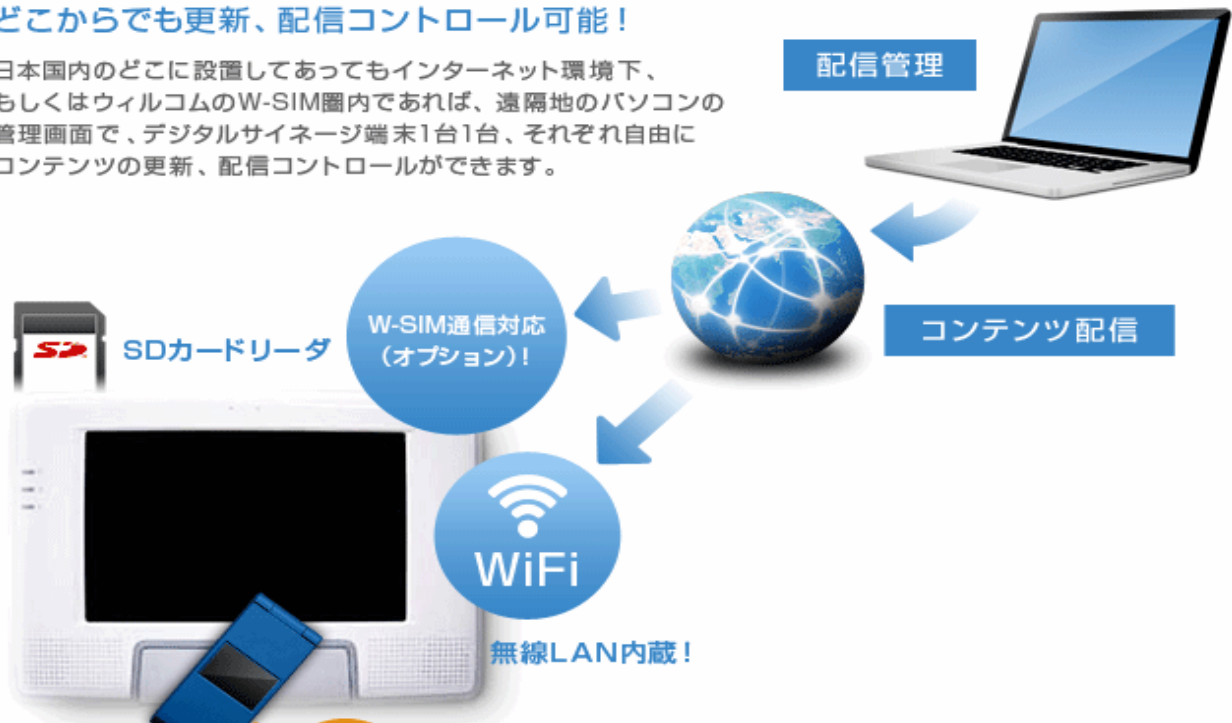 どこからでも更新、配信コントロール可能！
日本国内のどこに設置してあってもインターネット環境下、
もしくはウィルコムのW-SIM圏内であれば、遠隔地のパソコンの
管理画面で、デジタルサイネージ端末1台1台、それぞれ自由に
コンテンツの更新、配信コントロールができます。
配信管理
コンテンツ配信
W-SIM通信対応
（オプション）！
SDカードリーダ
SD
WiFi
無線LAN内蔵！